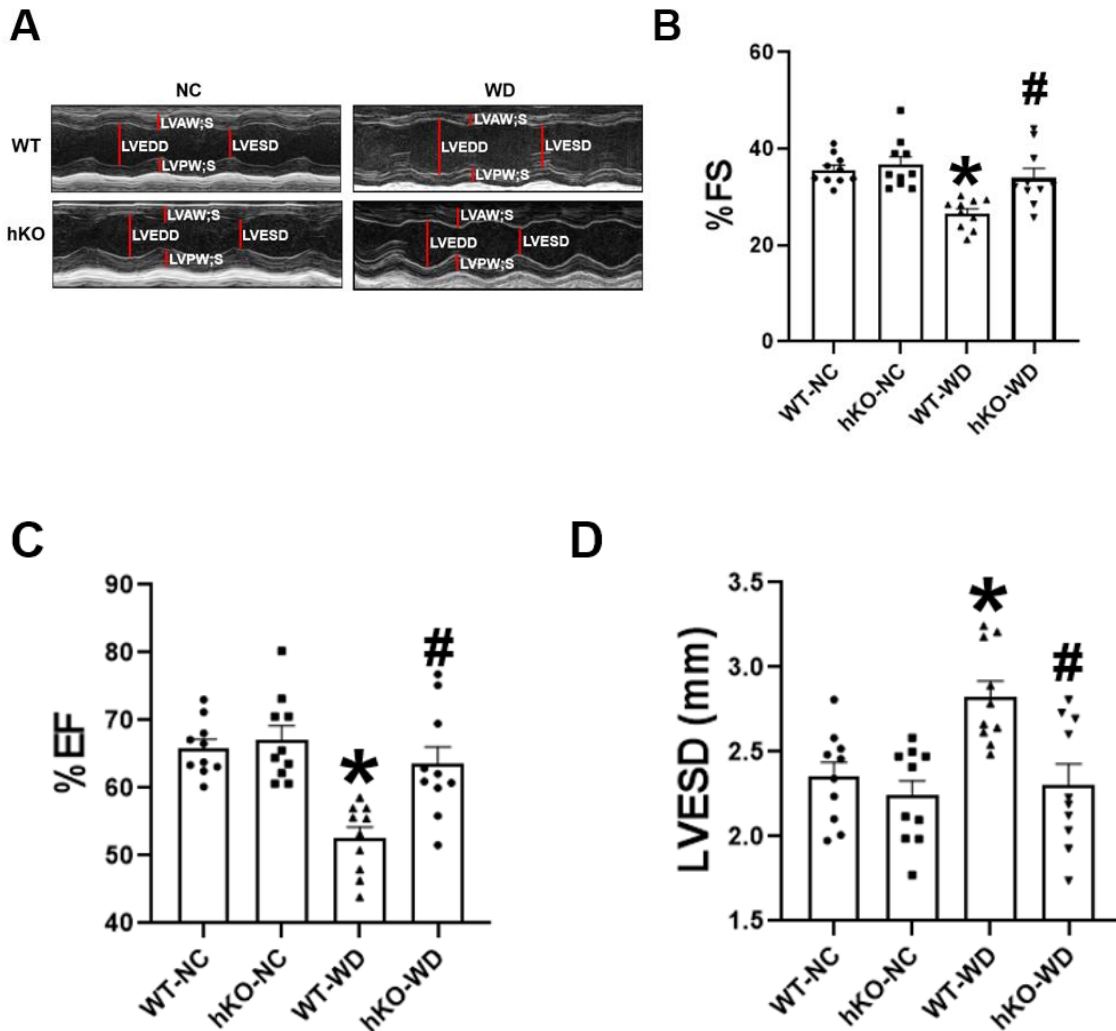 A
NC WD
WT
LVAW;S
LVEDD LVESD
LVPW;S
LVAW;S
LVEDD LVESD
LVPW;S
hKO
LVAW;S
LVEDD LVESD
LVPW;S
LVAW;S
LVEDD LVESD
LVPW;S
B
%FS
60
40
20
0
*
#
WT-NC
hKO-NC
WT-WD
hKO-WD
C
%EF
90
80
70
60
50
40
*
#
WT-NC
hKO-NC
WT-WD
hKO-WD
D
LVESD (mm)
3.5
3.0
2.5
2.0
1.5
*
#
WT-NC
hKO-NC
WT-WD
hKO-WD